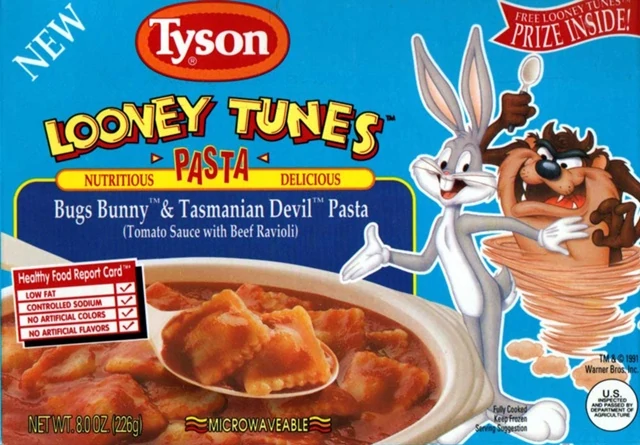 NEW
Tyson
®
FREE LOONEY TUNES™
PRIZE INSIDE!
LOONEY TUNES™
PASTA
NUTRITIOUS DELICIOUS
Bugs Bunny™ & Tasmanian Devil™ Pasta
(Tomato Sauce with Beef Ravioli)
Healthy Food Report Card™
LOW FAT
CONTROLLED SODIUM
NO ARTIFICIAL COLORS
NO ARTIFICIAL FLAVORS
NET WT. 8.0 OZ. (226g)
MICROWAVEABLE
Fully Cooked
Keep Frozen
Serving Suggestion
TM & © 1991
Warner Bros. Inc.
U.S.
INSPECTED
AND PASSED BY
DEPARTMENT OF
AGRICULTURE